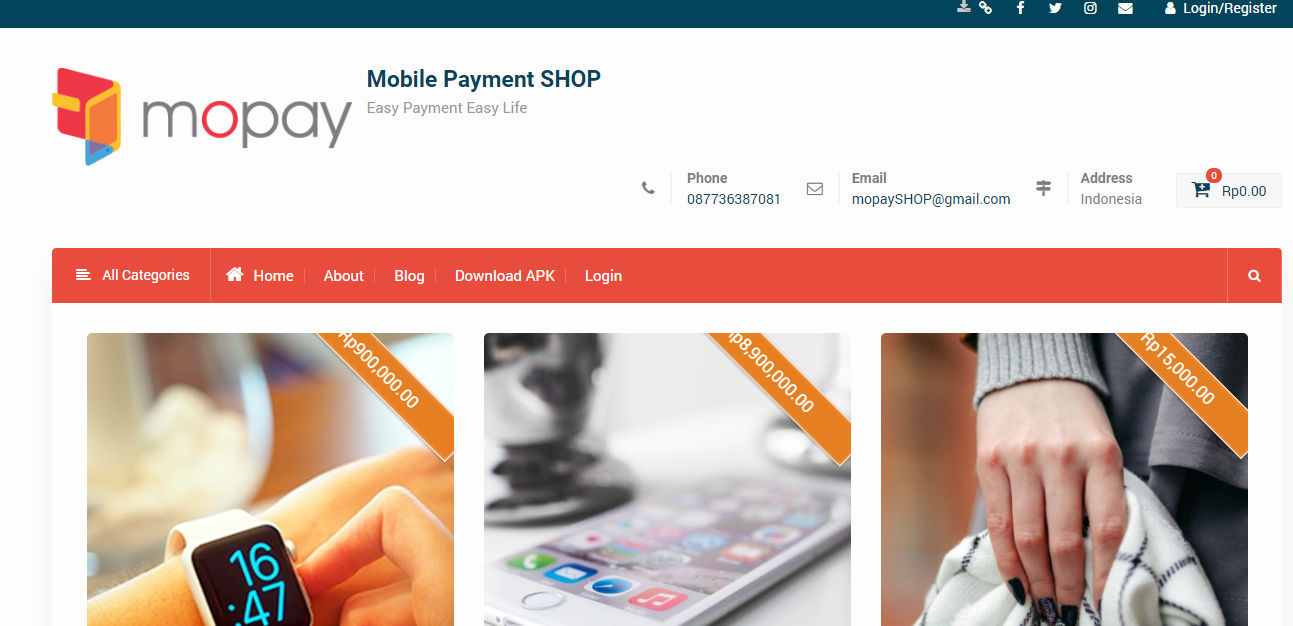 Login/Register
mopay
Mobile Payment SHOP
Easy Payment Easy Life
Phone
087736387081
Email
mopaySHOP@gmail.com
Address
Indonesia
0
Rp0.00
All Categories
Home
About
Blog
Download APK
Login
Rp900,000.00
Rp8,900,000.00
Rp15,000.00
16
:47